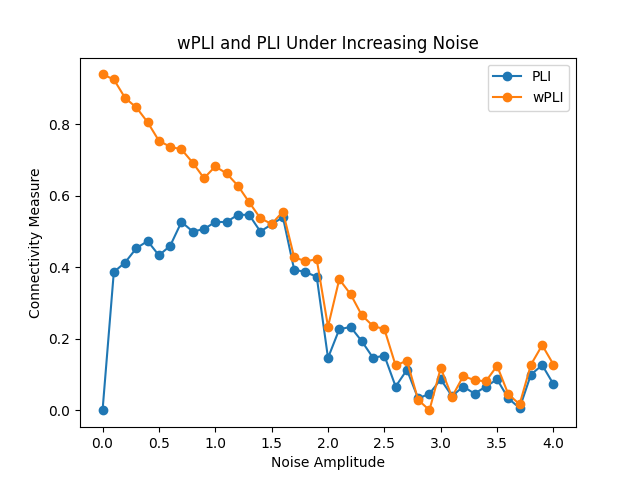 wPLI and PLI Under Increasing Noise
PLI
wPLI
Connectivity Measure
0.8
0.6
0.4
0.2
0.0
0.0 0.5 1.0 1.5 2.0 2.5 3.0 3.5 4.0
Noise Amplitude